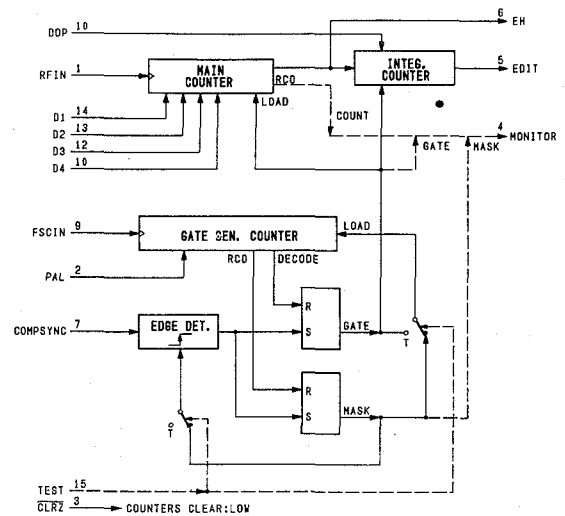 6
EH
DOP 10
RFIN 1
MAIN
COUNTER
INTEG.
COUNTER
5
EDIT
RCO
LOAD
COUNT
D1 14
D2 13
D3 12
D4 10
4
MONITOR
GATE
MASK
FSCIN 9
GATE GEN. COUNTER
LOAD
RCO
DECODE
PAL 2
COMPSYNC 7
EDGE DET.
R
S
GATE
T
R
S
MASK
T
TEST 15
CLRZ 3
COUNTERS CLEAR:LOW